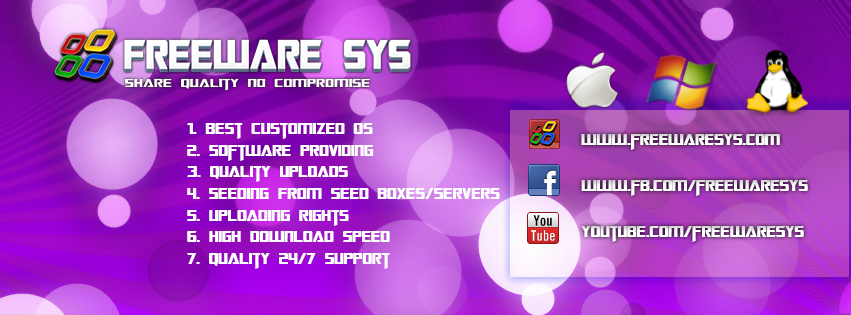 FREEWARE SYS
SHARE QUALITY NO COMPROMISE
1. BEST CUSTOMIZED OS
2. SOFTWARE PROVIDING
3. QUALITY UPLOADS
4. SEEDING FROM SEED BOXES/SERVERS
5. UPLOADING RIGHTS
6. HIGH DOWNLOAD SPEED
7. QUALITY 24/7 SUPPORT
WWW.FREEWARESYS.COM
f
WWW.FB.COM/FREEWARESYS
You
Tube
YOUTUBE.COM/FREEWARESYS